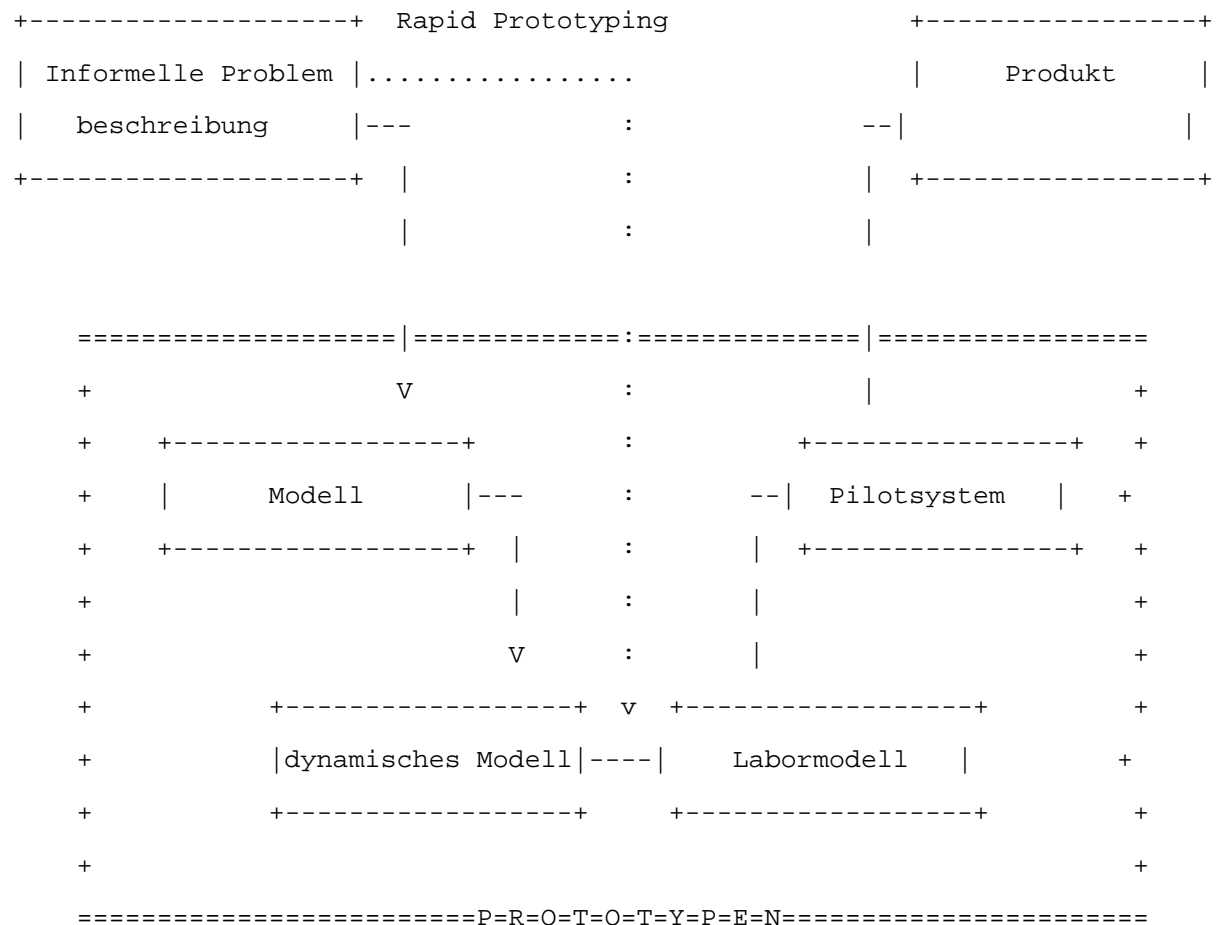 +--------------------+ Rapid Prototyping +-----------------+
| Informelle Problem |................. | Produkt |
| beschreibung |--- : --| |
+--------------------+ | : | +-----------------+
| : |
====================|=============:==============|=================
+ V : | +
+ +------------------+ : +----------------+ +
+ | Modell |--- : --| Pilotsystem | +
+ +------------------+ | : | +----------------+ +
+ | : | +
+ V : | +
+ +------------------+ v +------------------+ +
+ |dynamisches Modell|----| Labormodell | +
+ +------------------+ +------------------+ +
+ +
=========================P=R=O=T=O=T=Y=P=E=N=======================